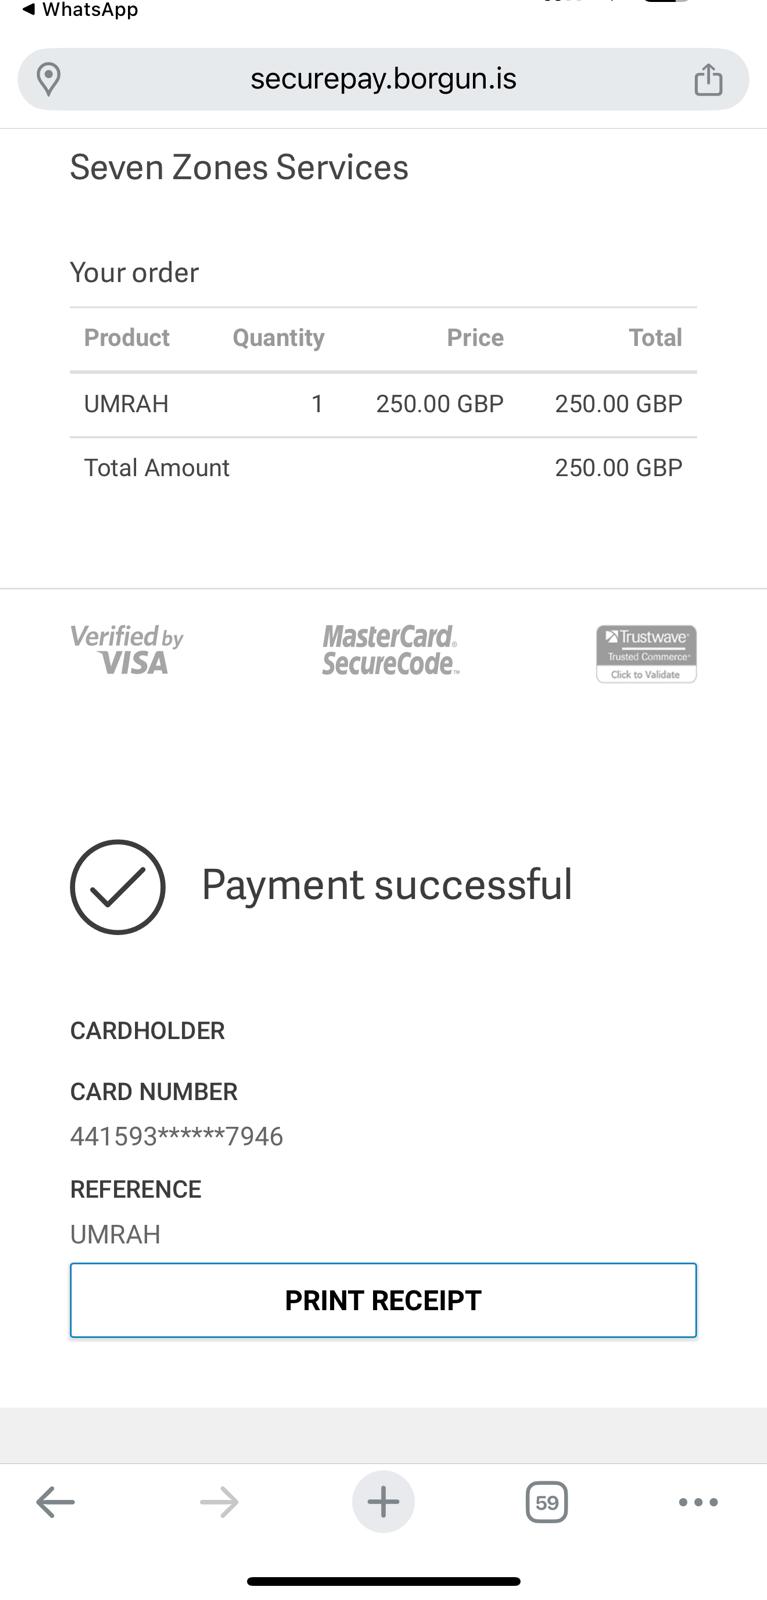 ◀ WhatsApp
securepay.borgun.is
Seven Zones Services
Your order
Product Quantity Price Total
UMRAH 1 250.00 GBP 250.00 GBP
Total Amount 250.00 GBP
Verified by
VISA
MasterCard®
SecureCode™
Trustwave®
Trusted Commerce®
Click to Validate
Payment successful
CARDHOLDER
CARD NUMBER
441593******7946
REFERENCE
UMRAH
PRINT RECEIPT
59